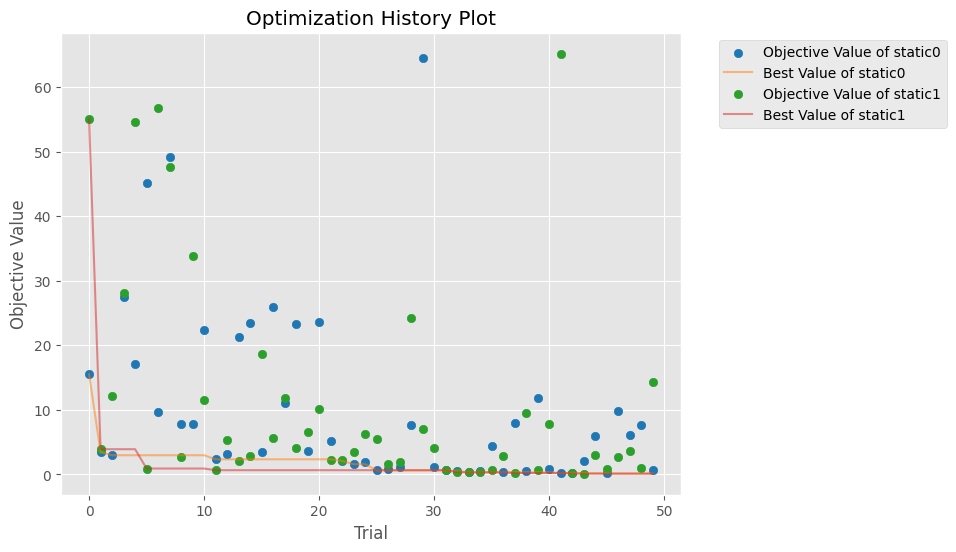 Optimization History Plot
Objective Value of static0
Best Value of static0
Objective Value of static1
Best Value of static1
60
50
40
30
20
10
0
Objective Value
0 10 20 30 40 50
Trial